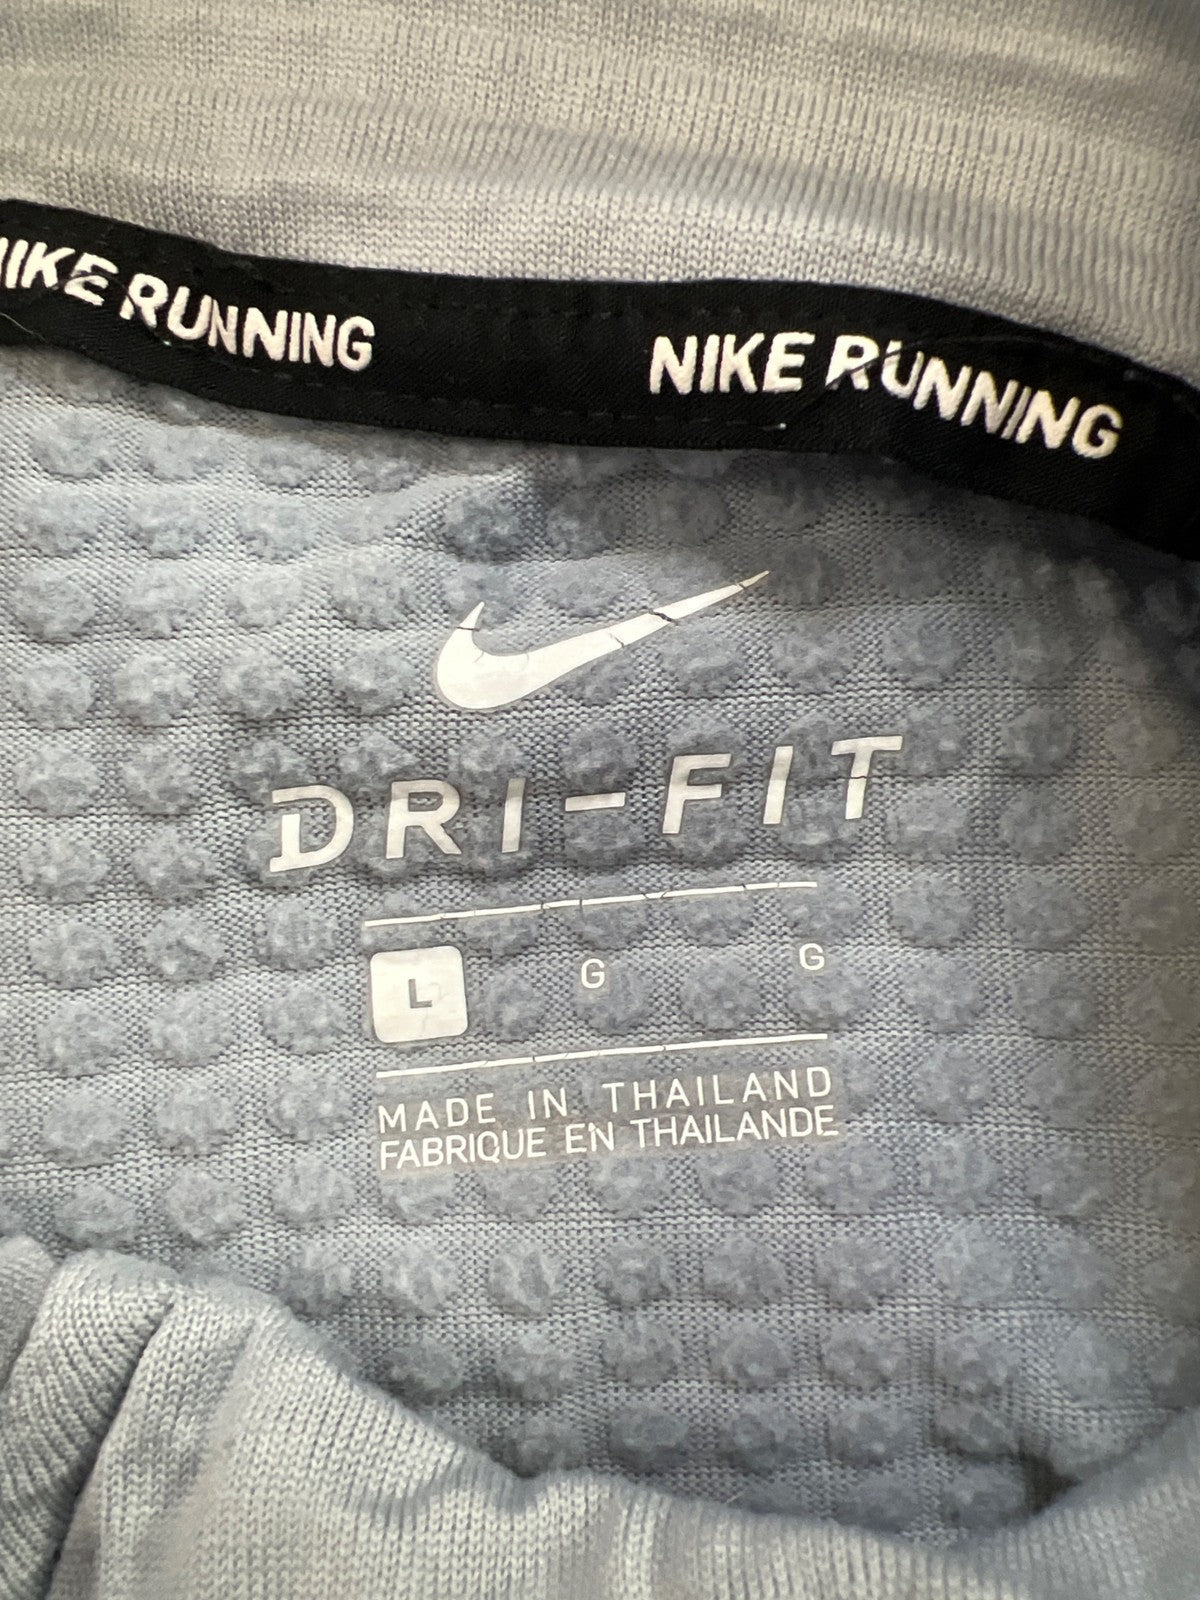 NIKE RUNNING NIKE RUNNING
DRI-FIT
L G G
MADE IN THAILAND
FABRIQUE EN THAILANDE